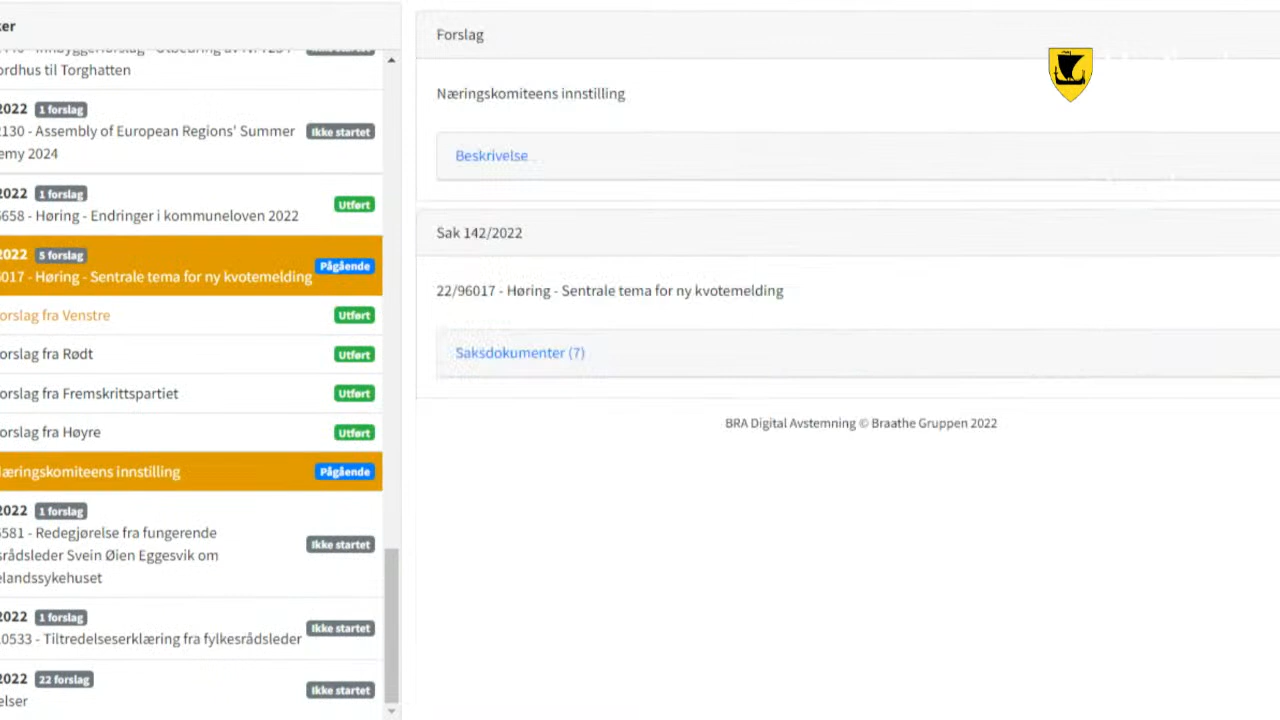 ker
ordhus til Torghatten
2022 1 forslag
2130 - Assembly of European Regions' Summer
emy 2024
Ikke startet
2022 1 forslag
5658 - Høring - Endringer i kommuneloven 2022
Utført
2022 5 forslag
6017 - Høring - Sentrale tema for ny kvotemelding
Pågående
orslag fra Venstre
Utført
orslag fra Rødt
Utført
orslag fra Fremskrittspartiet
Utført
orslag fra Høyre
Utført
Næringskomiteens innstilling
Pågående
2022 1 forslag
5581 - Redegjørelse fra fungerende
srådsleder Svein Øien Eggesvik om
elandssykehuset
Ikke startet
2022 1 forslag
10533 - Tiltredelseserklæring fra fylkesrådsleder
Ikke startet
2022 22 forslag
elser
Ikke startet
Forslag
Næringskomiteens innstilling
Beskrivelse
Sak 142/2022
22/96017 - Høring - Sentrale tema for ny kvotemelding
Saksdokumenter (7)
BRA Digital Avstemning © Braathe Gruppen 2022